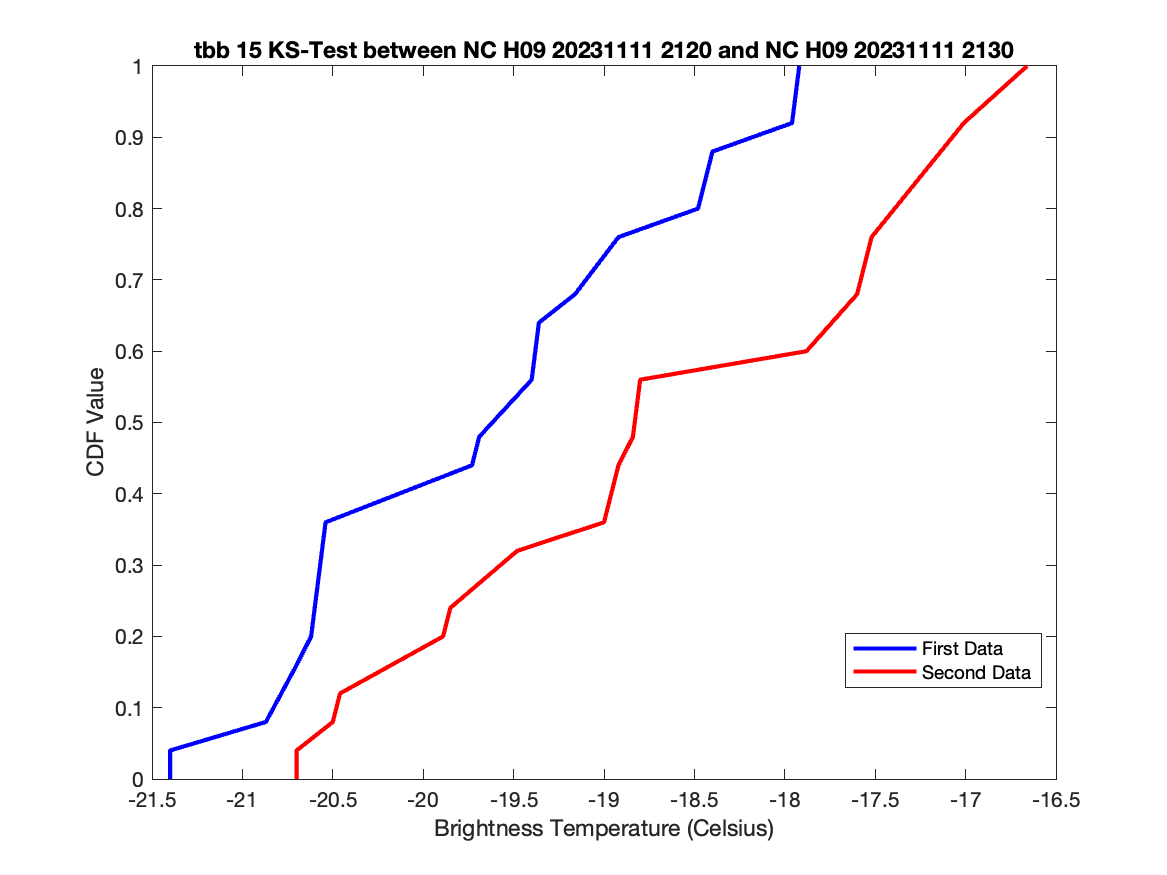 tbb 15 KS-Test between NC H09 20231111 2120 and NC H09 20231111 2130
1
0.9
0.8
0.7
0.6
0.5
0.4
0.3
0.2
0.1
0
CDF Value
First Data
Second Data
-21.5 -21 -20.5 -20 -19.5 -19 -18.5 -18 -17.5 -17 -16.5
Brightness Temperature (Celsius)